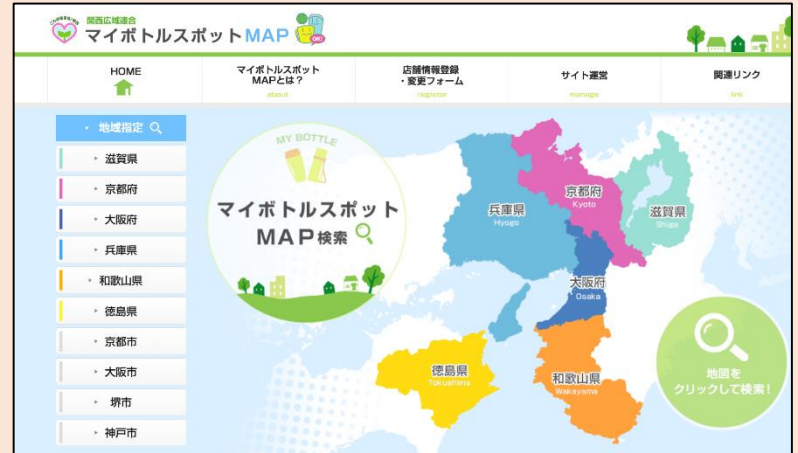 関西広域連合
マイボトルスポットMAP
OK!
HOME
マイボトルスポット
MAPとは？
about
店舗情報登録
・変更フォーム
register
サイト運営
manage
関連リンク
link
地域指定
滋賀県
京都府
大阪府
兵庫県
和歌山県
徳島県
京都市
大阪市
堺市
神戸市
MY BOTTLE
マイボトルスポット
MAP検索
兵庫県
Hyogo
京都府
Kyoto
滋賀県
Shiga
大阪府
Osaka
徳島県
Tokushima
和歌山県
Wakayama
地図を
クリックして検索!